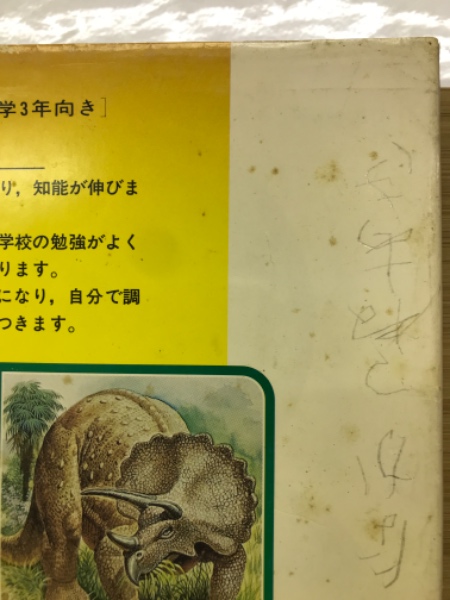 学3年向き]
り，知能が伸びま
学校の勉強がよく
ります。
になり，自分で調
つきます。